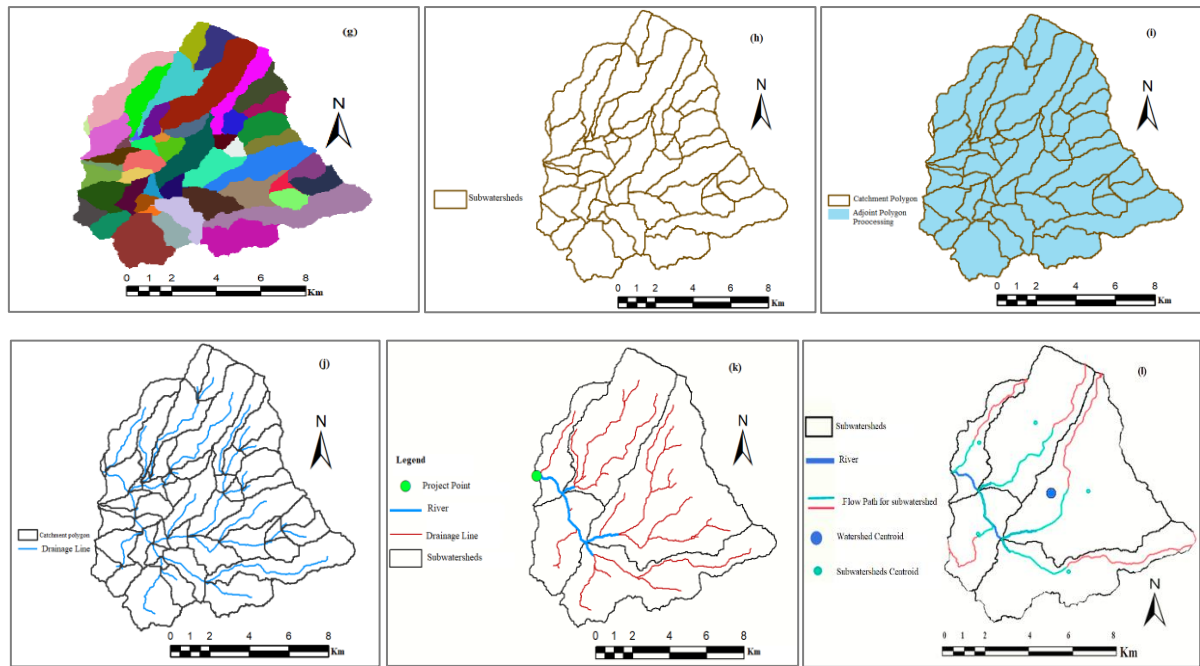 (g)
N
0 1 2 4 6 8
Km
(h)
N
Subwatersheds
0 1 2 4 6 8
Km
(i)
N
Catchment Polygon
Adjoint Polygon
Proocessing
0 1 2 4 6 8
Km
(j)
N
Catchment polygon
Drainage Line
0 1 2 4 6 8
Km
(k)
N
Legend
Project Point
River
Drainage Line
Subwatersheds
0 1 2 4 6 8
Km
(l)
Subwatersheds
River
Flow Path for subwatershed
Watershed Centroid
Subwatersheds Centroid
N
0 1 2 4 6 8
Km